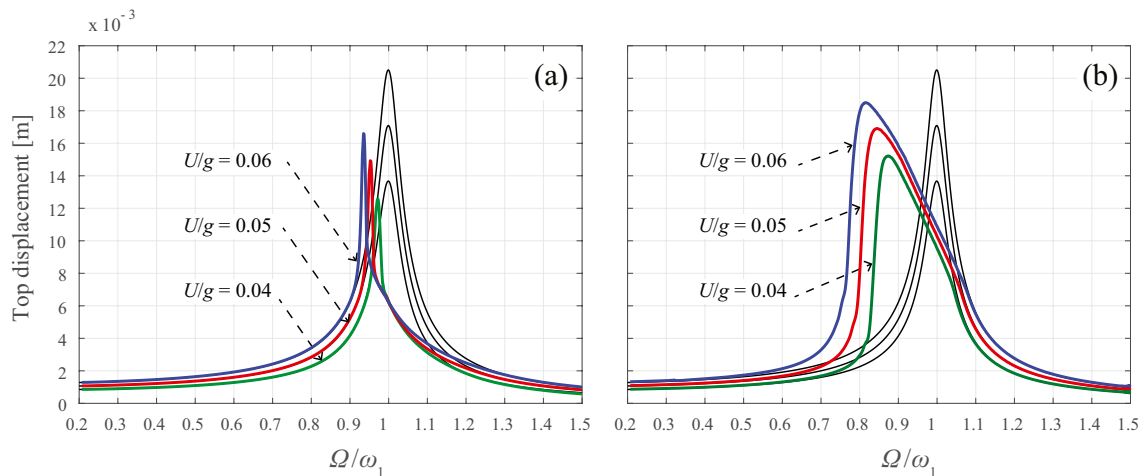 x 10⁻³
22
20
18
16
14
12
10
8
6
4
2
0
Top displacement [m]
(a)
U/g = 0.06
U/g = 0.05
U/g = 0.04
0.2 0.3 0.4 0.5 0.6 0.7 0.8 0.9 1 1.1 1.2 1.3 1.4 1.5
Ω/ω₁
(b)
U/g = 0.06
U/g = 0.05
U/g = 0.04
0.2 0.3 0.4 0.5 0.6 0.7 0.8 0.9 1 1.1 1.2 1.3 1.4 1.5
Ω/ω₁